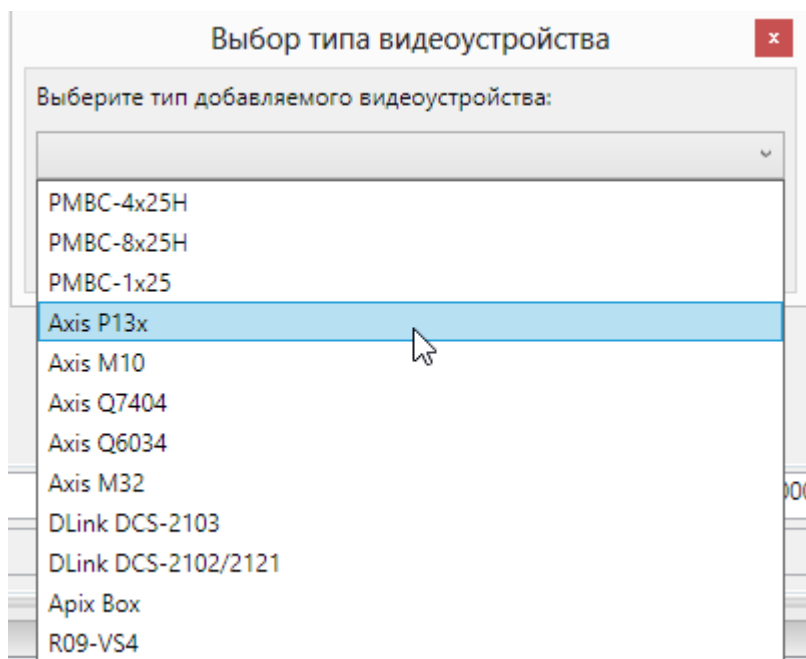 Выбор типа видеоустройства
x
Выберите тип добавляемого видеоустройства:
PMBC-4x25H
PMBC-8x25H
PMBC-1x25
Axis P13x
Axis M10
Axis Q7404
Axis Q6034
Axis M32
DLink DCS-2103
DLink DCS-2102/2121
Apix Box
R09-VS4